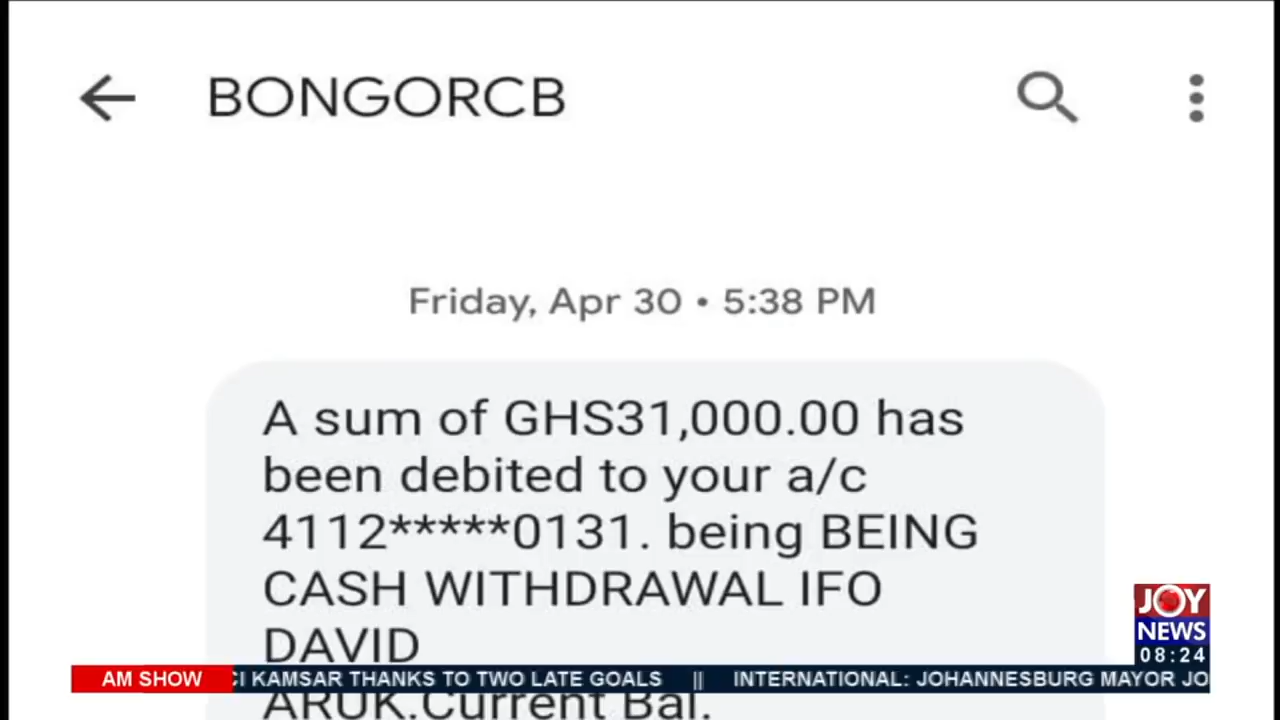 BONGORCB
Friday, Apr 30 • 5:38 PM
A sum of GHS31,000.00 has
been debited to your a/c
4112*****0131. being BEING
CASH WITHDRAWAL IFO
DAVID
ARUK.Current Bal.
JOY
NEWS
08:24
AM SHOW
CI KAMSAR THANKS TO TWO LATE GOALS || INTERNATIONAL: JOHANNESBURG MAYOR JO